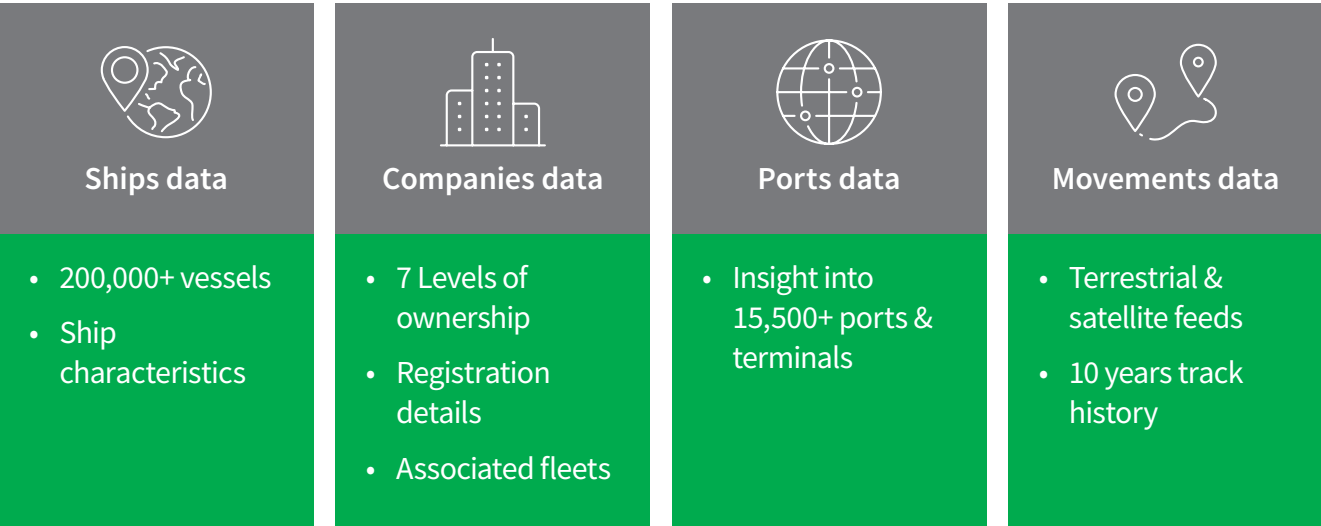 Ships data
• 200,000+ vessels
• Ship
characteristics
Companies data
• 7 Levels of
ownership
• Registration
details
• Associated fleets
Ports data
• Insight into
15,500+ ports &
terminals
Movements data
• Terrestrial &
satellite feeds
• 10 years track
history